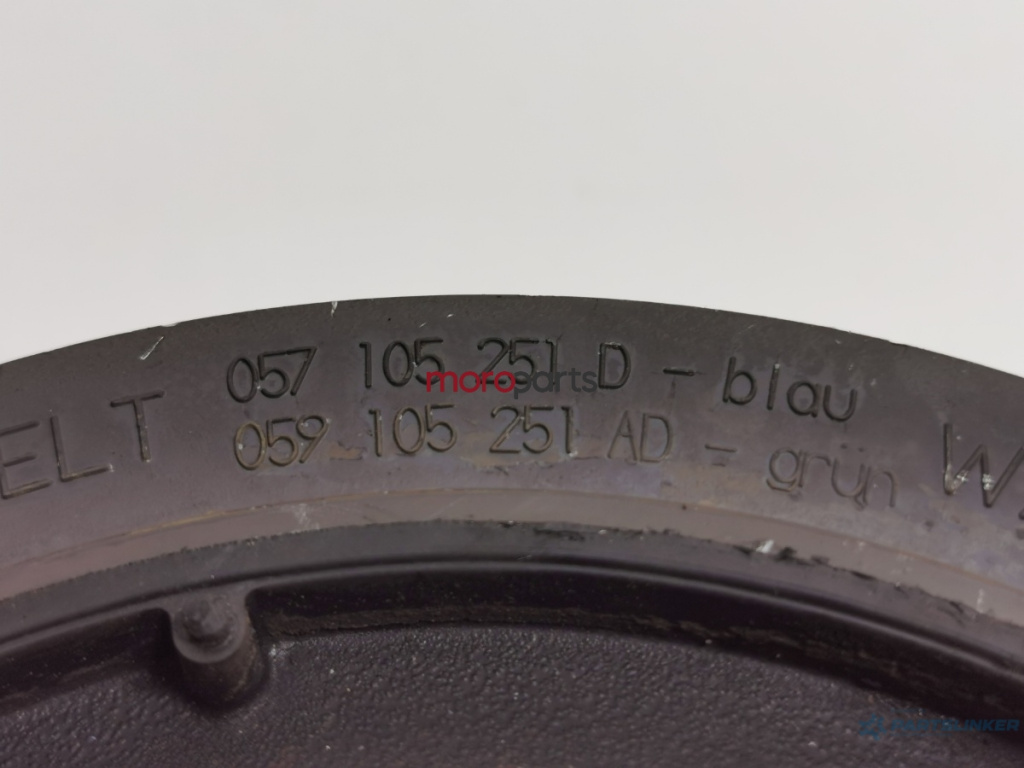 057 105 251 D - blau
ELT
059 105 251 AD - grün
W
moroparts